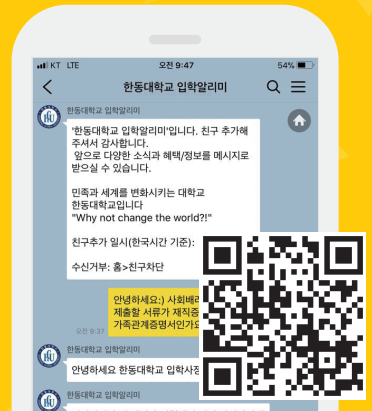 KT LTE 오전 9:47 54%
한동대학교 입학알리미
한동대학교 입학알리미
'한동대학교 입학알리미'입니다. 친구 추가해
주셔서 감사합니다.
앞으로 다양한 소식과 혜택/정보를 메시지로
받으실 수 있습니다.
민족과 세계를 변화시키는 대학교
한동대학교입니다
"Why not change the world?!"
친구추가 일시(한국시간 기준):
수신거부: 홈>친구차단
안녕하세요:) 사회배려
제출할 서류가 재직증
가족관계증명서인가요
오전 9:37
한동대학교 입학알리미
안녕하세요 한동대학교 입학사정
한동대학교 입학알리미